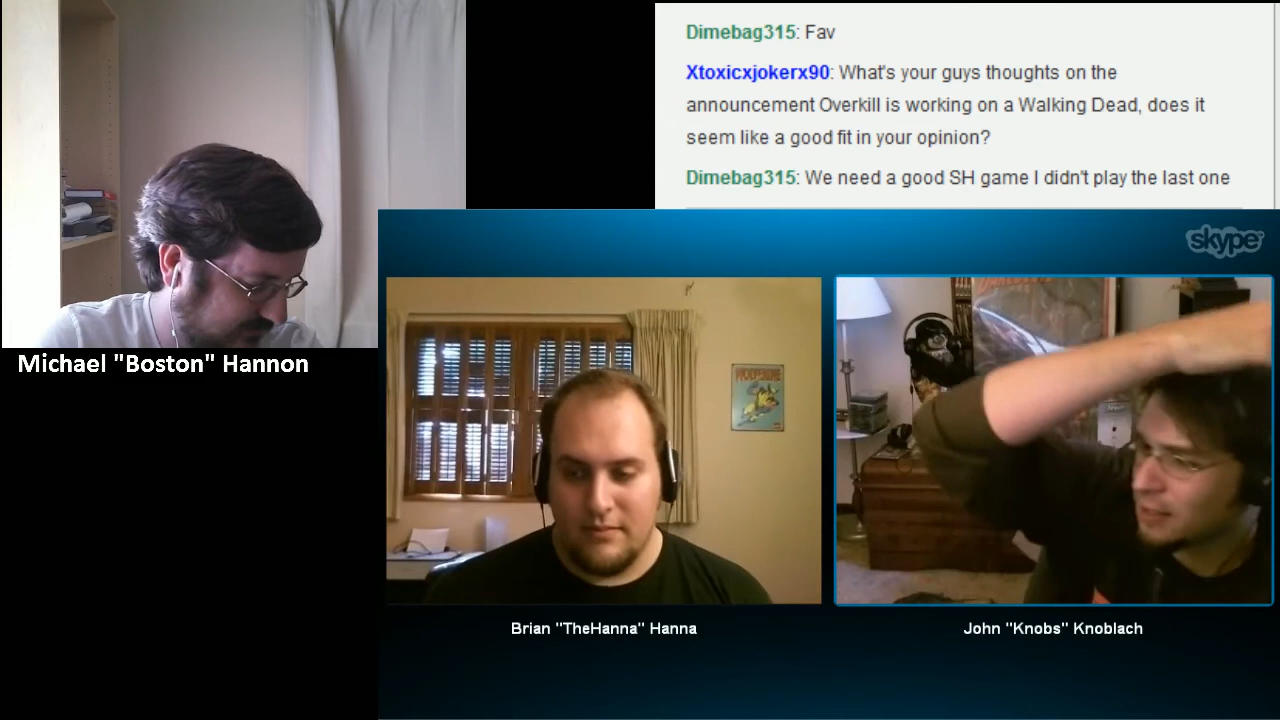 Dimebag315: Fav
Xtoxicxjokerx90: What's your guys thoughts on the
announcement Overkill is working on a Walking Dead, does it
seem like a good fit in your opinion?
Dimebag315: We need a good SH game I didn't play the last one
skype
Michael "Boston" Hannon
WOLVERINE
Brian "TheHanna" Hanna
John "Knobs" Knoblach